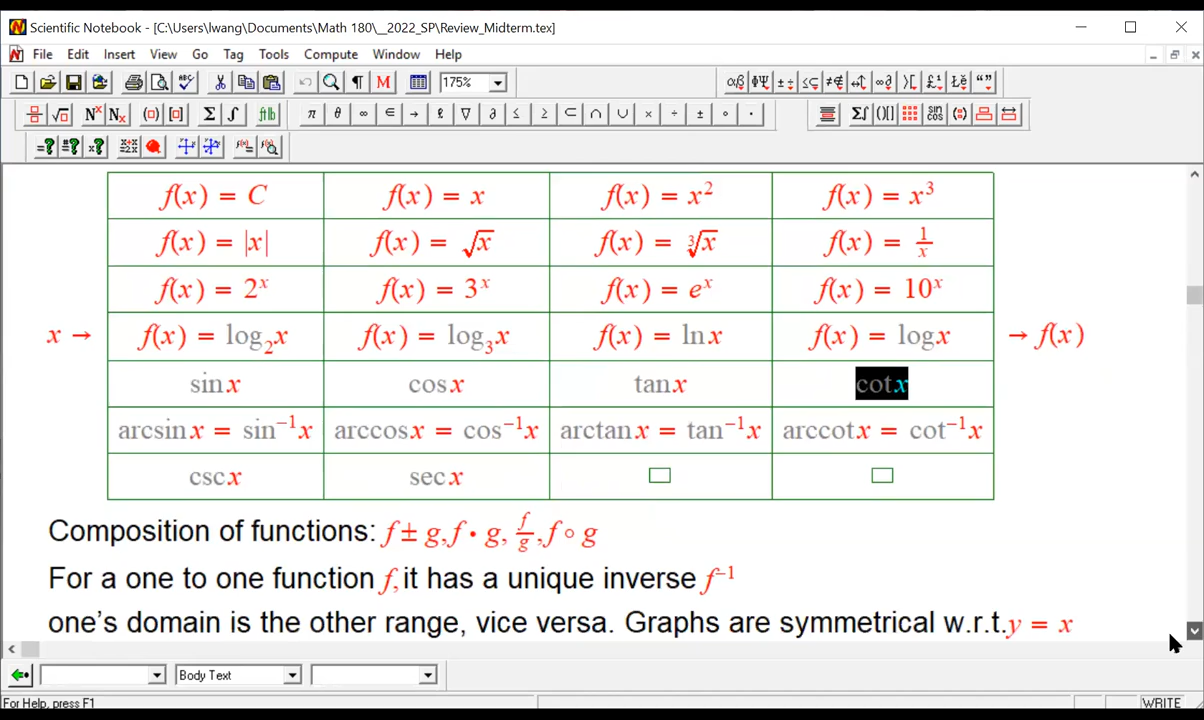 Scientific Notebook - [C:\Users\lwang\Documents\Math 180\__2022_SP\Review_Midterm.tex]
File Edit Insert View Go Tag Tools Compute Window Help
175%
f(x) = C f(x) = x f(x) = x² f(x) = x³
f(x) = |x| f(x) = √x f(x) = ∛x f(x) = 1/x
f(x) = 2ˣ f(x) = 3ˣ f(x) = eˣ f(x) = 10ˣ
x → f(x) = log₂x f(x) = log₃x f(x) = ln x f(x) = log x → f(x)
sin x cos x tan x cot x
arcsin x = sin⁻¹x arccos x = cos⁻¹x arctan x = tan⁻¹x arccot x = cot⁻¹x
csc x sec x
Composition of functions: f ± g, f • g, f/g, f ∘ g
For a one to one function f, it has a unique inverse f⁻¹
one's domain is the other range, vice versa. Graphs are symmetrical w.r.t. y = x
Body Text
For Help, press F1 WRITE